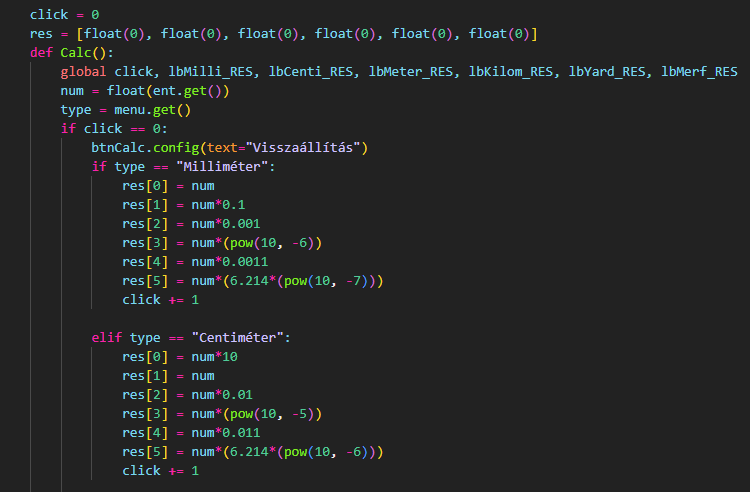 click = 0
res = [float(0), float(0), float(0), float(0), float(0), float(0)]
def Calc():
    global click, lbMilli_RES, lbCenti_RES, lbMeter_RES, lbKilom_RES, lbYard_RES, lbMerf_RES
    num = float(ent.get())
    type = menu.get()
    if click == 0:
        btnCalc.config(text="Visszaállítás")
        if type == "Milliméter":
            res[0] = num
            res[1] = num*0.1
            res[2] = num*0.001
            res[3] = num*(pow(10, -6))
            res[4] = num*0.0011
            res[5] = num*(6.214*(pow(10, -7)))
            click += 1

        elif type == "Centiméter":
            res[0] = num*10
            res[1] = num
            res[2] = num*0.01
            res[3] = num*(pow(10, -5))
            res[4] = num*0.011
            res[5] = num*(6.214*(pow(10, -6)))
            click += 1